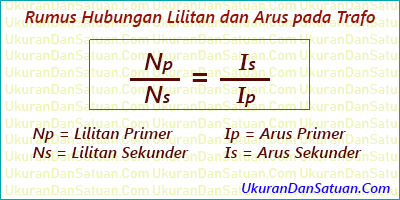 Rumus Hubungan Lilitan dan Arus pada Trafo
Np = Is
Ns Ip
Np = Lilitan Primer Ip = Arus Primer
Ns = Lilitan Sekunder Is = Arus Sekunder
UkuranDanSatuan.Com